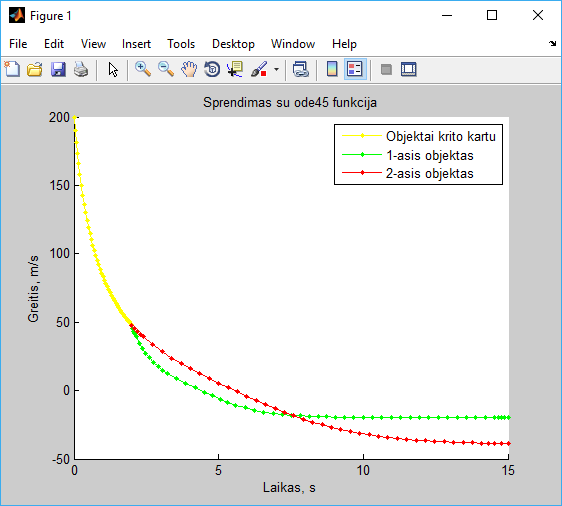 Figure 1
File Edit View Insert Tools Desktop Window Help
Sprendimas su ode45 funkcija
Objektai krito kartu
1-asis objektas
2-asis objektas
200
150
100
50
0
-50
Greitis, m/s
0 5 10 15
Laikas, s